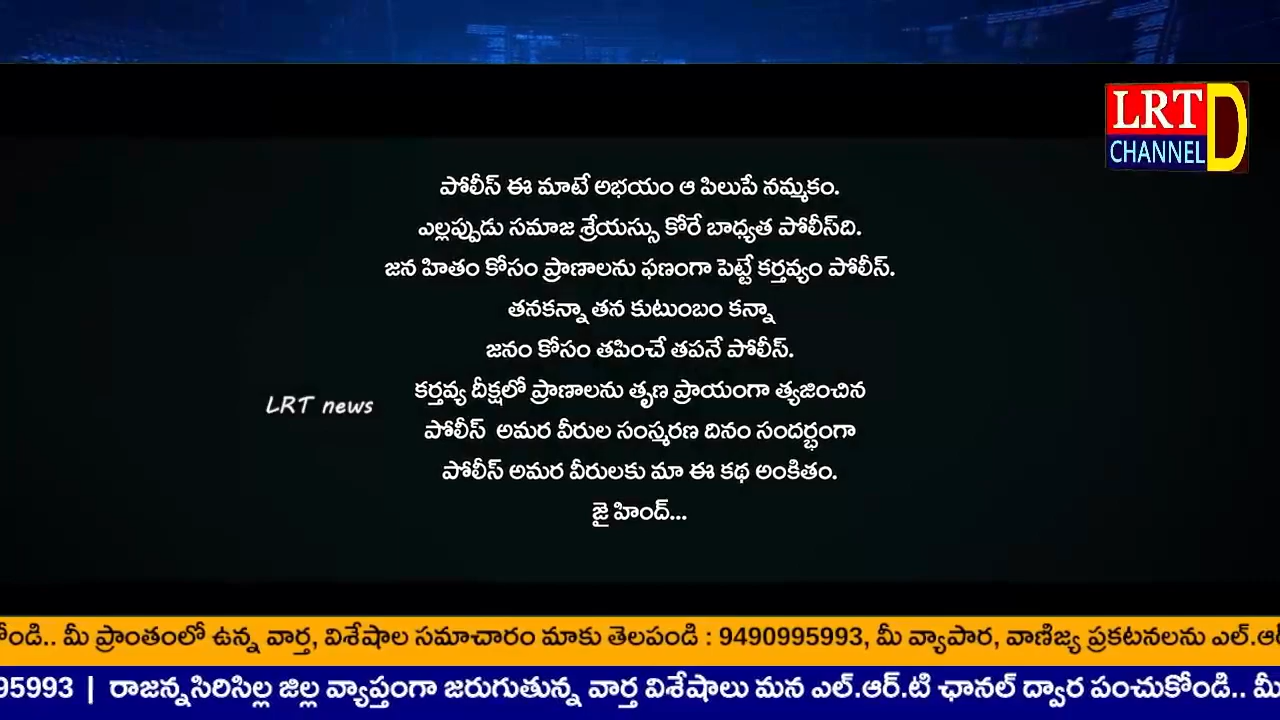 LRT D
CHANNEL
పోలీస్ ఈ మాటే అభయం ఆ పిలుపే నమ్మకం.
ఎల్లప్పుడు సమాజ శ్రేయస్సు కోరే బాధ్యత పోలీస్‌ది.
జన హితం కోసం ప్రాణాలను ఫణంగా పెట్టే కర్తవ్యం పోలీస్.
తనకన్నా తన కుటుంబం కన్నా
జనం కోసం తపించే తపనే పోలీస్.
కర్తవ్య దీక్షలో ప్రాణాలను తృణ ప్రాయంగా త్యజించిన
LRT news
పోలీస్ అమర వీరుల సంస్మరణ దినం సందర్భంగా
పోలీస్ అమర వీరులకు మా ఈ కథ అంకితం.
జై హింద్...
ోండి.. మీ ప్రాంతంలో ఉన్న వార్త, విశేషాల సమాచారం మాకు తెలపండి : 9490995993, మీ వ్యాపార, వాణిజ్య ప్రకటనలను ఎల్.ఆర్
95993 | రాజన్నసిరిసిల్ల జిల్ల వ్యాప్తంగా జరుగుతున్న వార్త విశేషాలు మన ఎల్.ఆర్.టి ఛానల్ ద్వార పంచుకోండి.. మీ